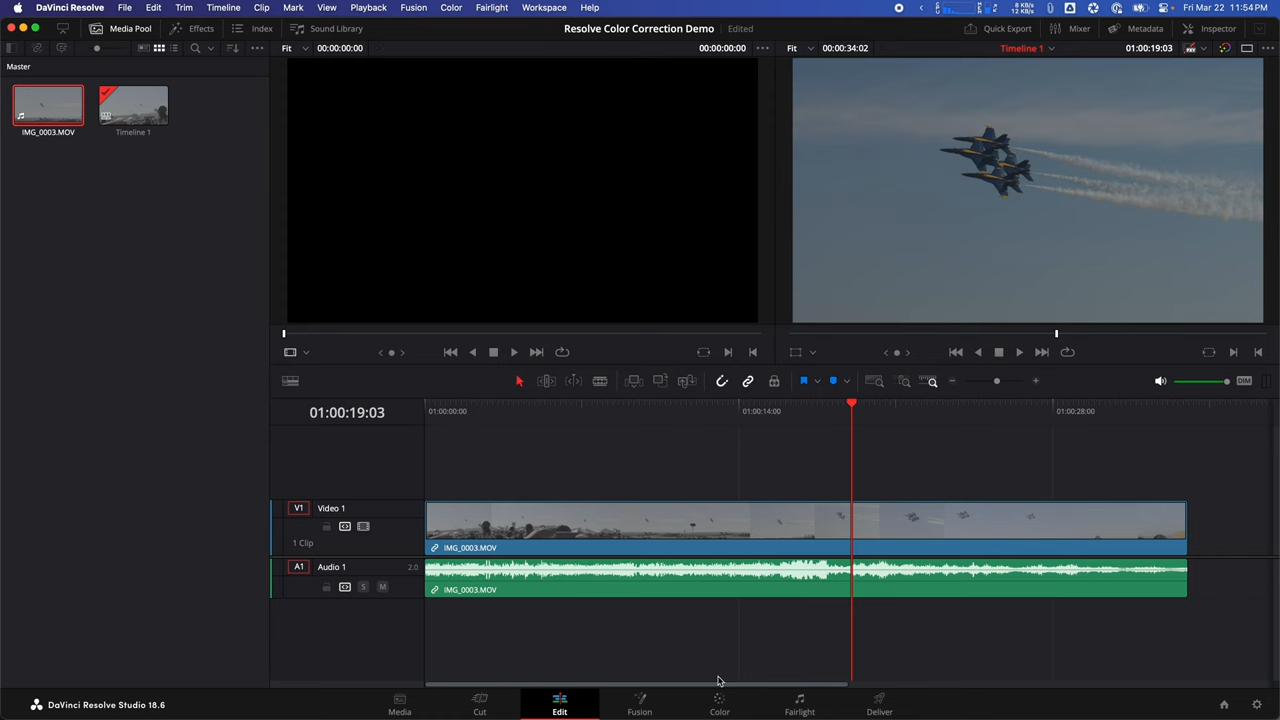 DaVinci Resolve File Edit Trim Timeline Clip Mark View Playback Fusion Color Fairlight Workspace Help 8 KB/s 12 KB/s Fri Mar 22 11:54 PM
Media Pool Effects Index Sound Library Resolve Color Correction Demo Edited Quick Export Mixer Metadata Inspector
Fit 00:00:00:00 00:00:00:00 Fit 00:00:34:02 Timeline 1 01:00:19:03
Master
IMG_0003.MOV Timeline 1
DIM
01:00:19:03 01:00:00:00 01:00:14:00 01:00:28:00
V1 Video 1
1 Clip
IMG_0003.MOV
A1 Audio 1 2.0
S M
IMG_0003.MOV
DaVinci Resolve Studio 18.6 Media Cut Edit Fusion Color Fairlight Deliver